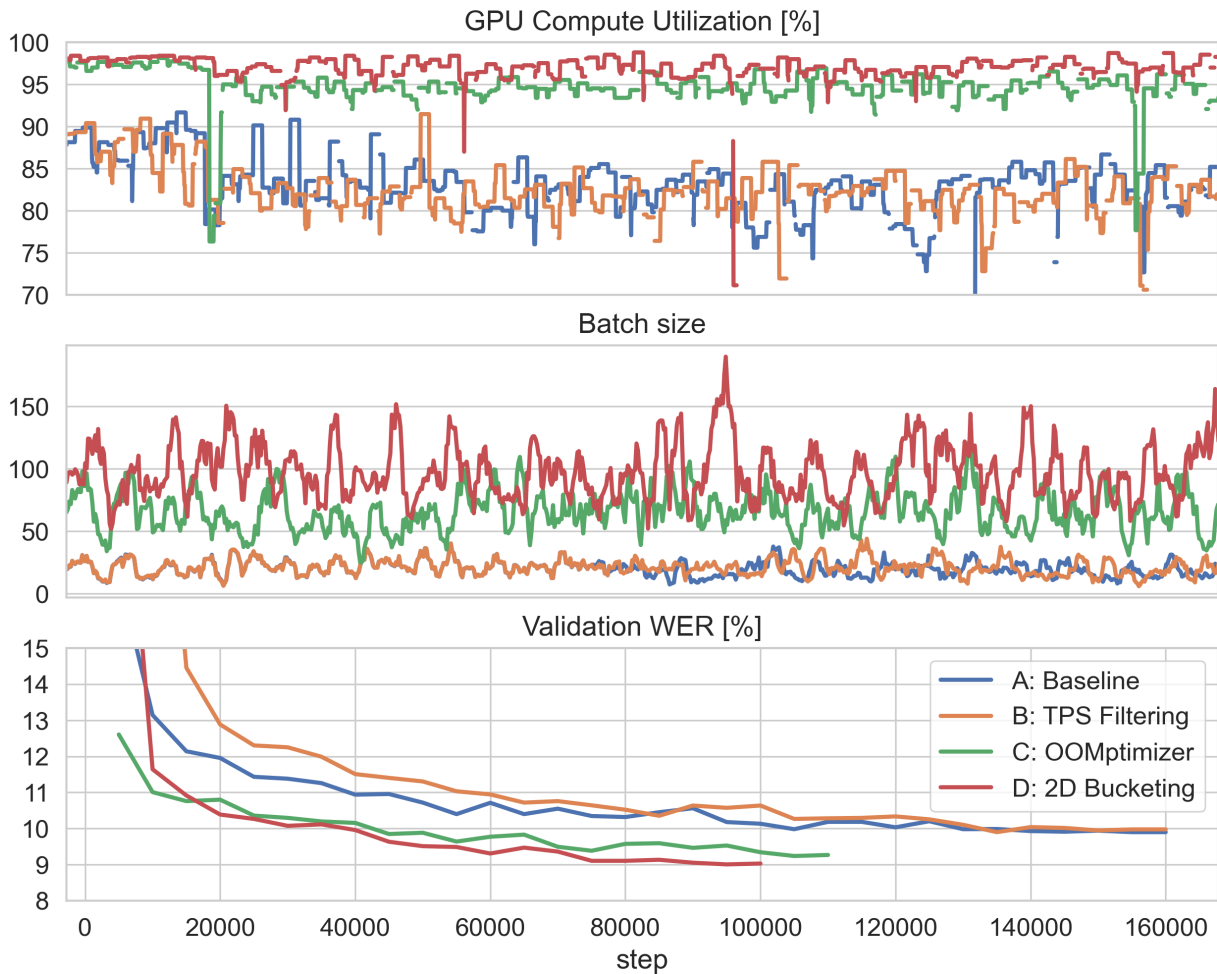 GPU Compute Utilization [%]
100
95
90
85
80
75
70
Batch size
150
100
50
0
Validation WER [%]
15
14
13
12
11
10
9
8
A: Baseline
B: TPS Filtering
C: OOMptimizer
D: 2D Bucketing
0 20000 40000 60000 80000 100000 120000 140000 160000
step